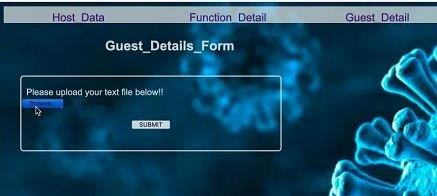 Host_Data Function_Detail Guest_Detail
Guest_Details_Form
Please upload your text file below!!
Browse...
SUBMIT